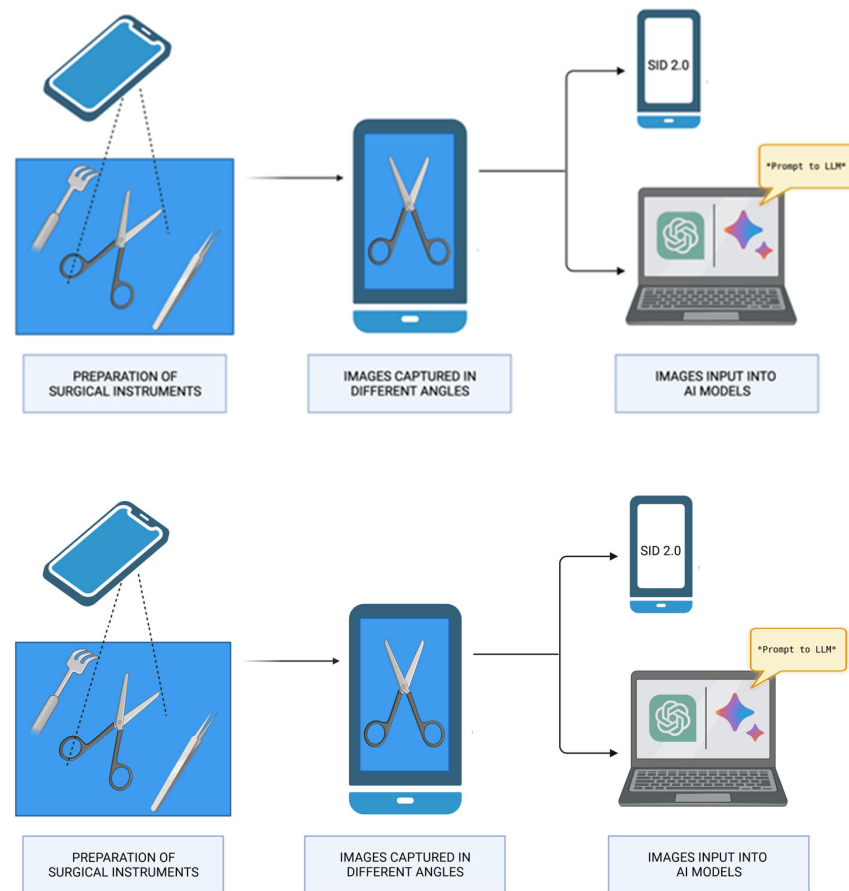 SID 2.0
*Prompt to LLM*
PREPARATION OF
SURGICAL INSTRUMENTS
IMAGES CAPTURED IN
DIFFERENT ANGLES
IMAGES INPUT INTO
AI MODELS
SID 2.0
*Prompt to LLM*
PREPARATION OF
SURGICAL INSTRUMENTS
IMAGES CAPTURED IN
DIFFERENT ANGLES
IMAGES INPUT INTO
AI MODELS